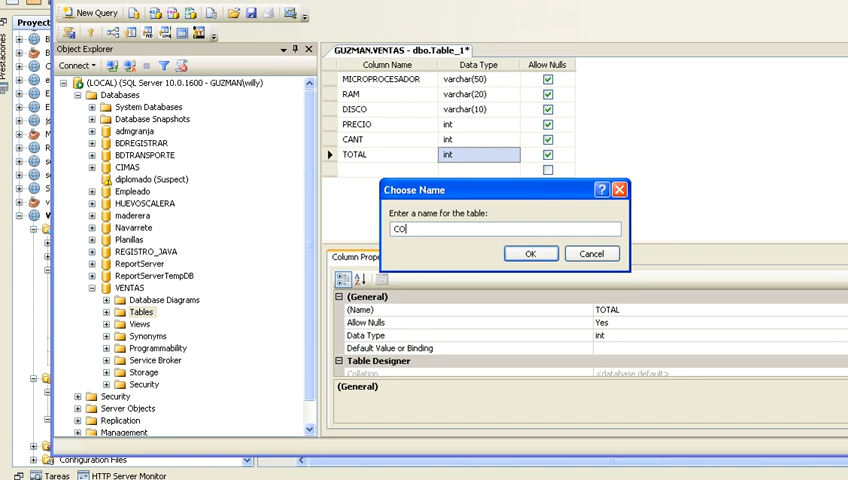 New Query
Proyect
Prestaciones
Object Explorer
Connect
(LOCAL) (SQL Server 10.0.1600 - GUZMAN\willy)
Databases
System Databases
Database Snapshots
admgranja
BDREGISTRAR
BDTRANSPORTE
CIMAS
diplomado (Suspect)
Empleado
HUEVOSCALERA
maderera
Navarrete
Planillas
REGISTRO_JAVA
ReportServer
ReportServerTempDB
VENTAS
Database Diagrams
Tables
Views
Synonyms
Programmability
Service Broker
Storage
Security
Security
Server Objects
Replication
Management
Configuration Files
Tareas
HTTP Server Monitor
GUZMAN.VENTAS - dbo.Table_1*
Column Name Data Type Allow Nulls
MICROPROCESADOR varchar(50)
RAM varchar(20)
DISCO varchar(10)
PRECIO int
CANT int
TOTAL int
Choose Name
Enter a name for the table:
CO
OK Cancel
Column Prope
(General)
(Name) TOTAL
Allow Nulls Yes
Data Type int
Default Value or Binding
Table Designer
Collation <database default>
(General)